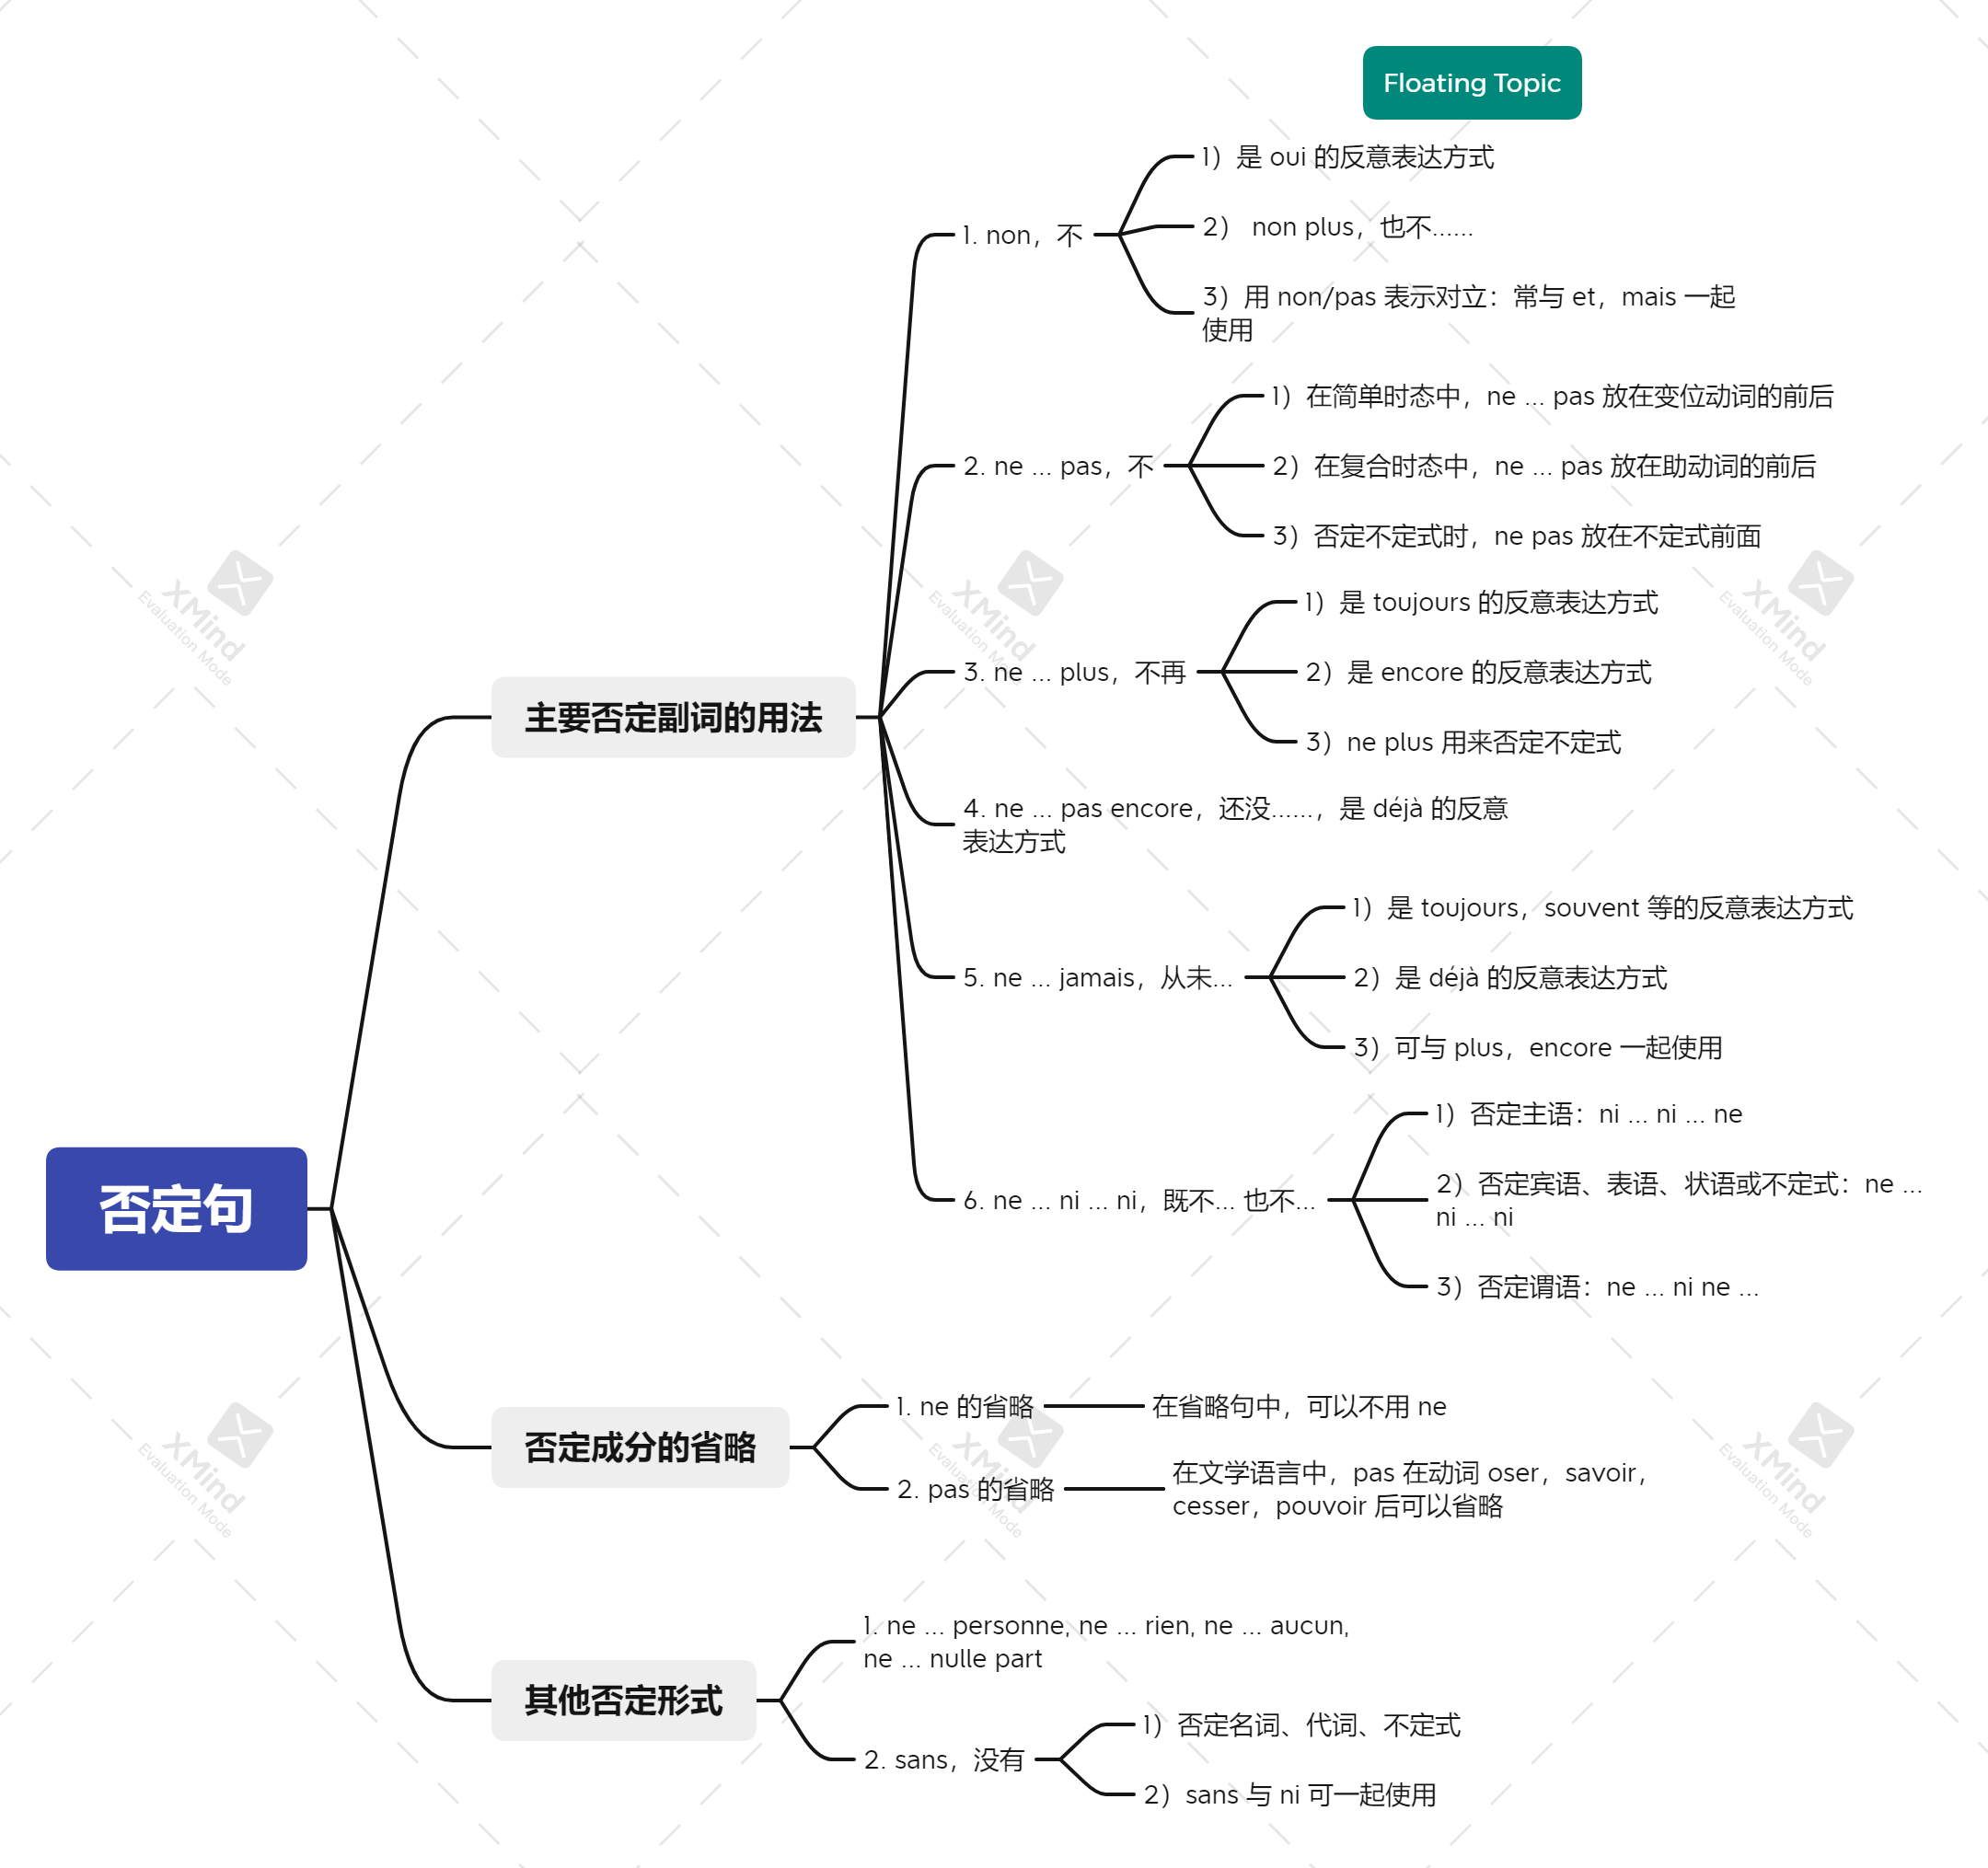 Floating Topic
否定句
主要否定副词的用法
1. non，不
1）是 oui 的反意表达方式
2） non plus，也不……
3）用 non/pas 表示对立：常与 et，mais 一起
使用
2. ne ... pas，不
1）在简单时态中，ne ... pas 放在变位动词的前后
2）在复合时态中，ne ... pas 放在助动词的前后
3）否定不定式时，ne pas 放在不定式前面
3. ne ... plus，不再
1）是 toujours 的反意表达方式
2）是 encore 的反意表达方式
3）ne plus 用来否定不定式
4. ne ... pas encore，还没……，是 déjà 的反意
表达方式
5. ne ... jamais，从未...
1）是 toujours，souvent 等的反意表达方式
2）是 déjà 的反意表达方式
3）可与 plus，encore 一起使用
6. ne ... ni ... ni，既不... 也不...
1）否定主语：ni ... ni ... ne
2）否定宾语、表语、状语或不定式：ne ...
ni ... ni
3）否定谓语：ne ... ni ne ...
否定成分的省略
1. ne 的省略
在省略句中，可以不用 ne
2. pas 的省略
在文学语言中，pas 在动词 oser，savoir，
cesser，pouvoir 后可以省略
其他否定形式
1. ne ... personne, ne ... rien, ne ... aucun,
ne ... nulle part
2. sans，没有
1）否定名词、代词、不定式
2）sans 与 ni 可一起使用
XMind
Evaluation Mode
XMind
Evaluation Mode
XMind
Evaluation Mode
XMind
Evaluation Mode
XMind
Evaluation Mode
XMind
Evaluation Mode